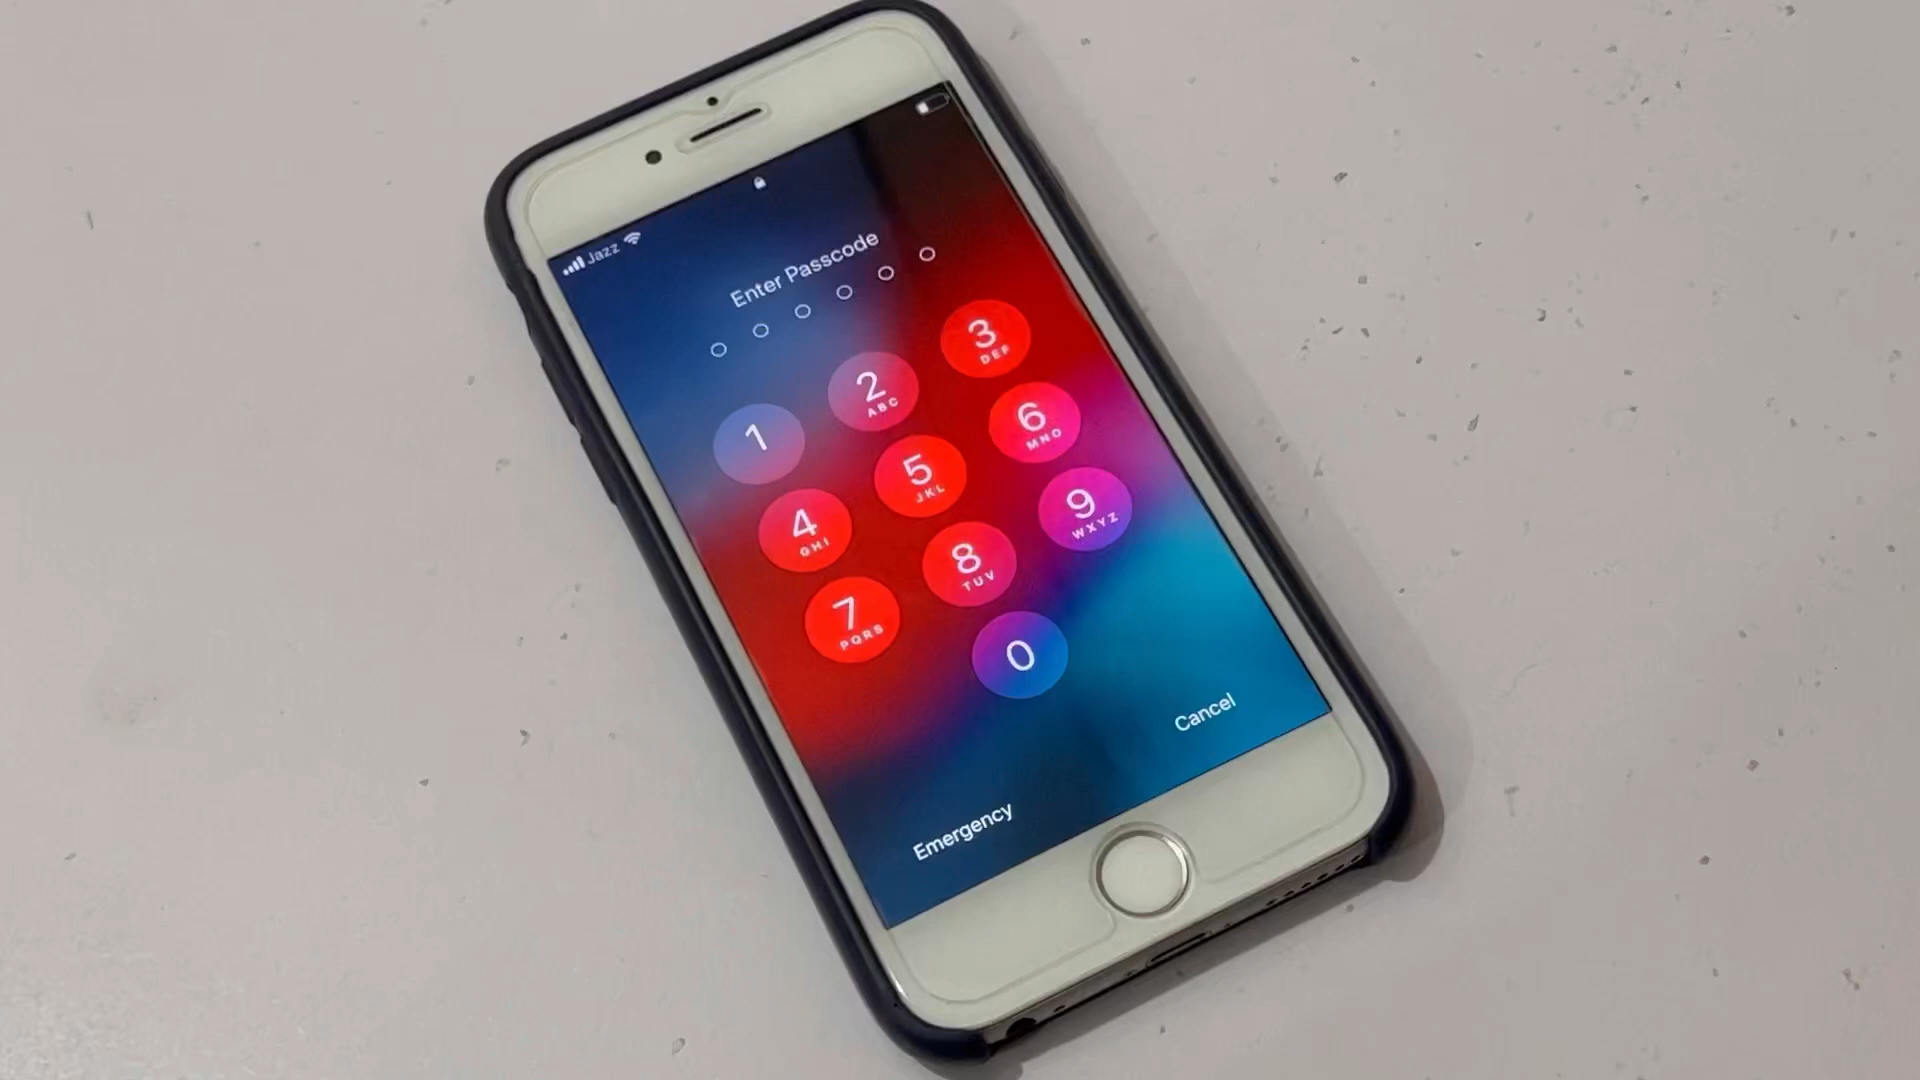 Jazz
Enter Passcode
1
2
ABC
3
DEF
4
GHI
5
JKL
6
MNO
7
PQRS
8
TUV
9
WXYZ
0
Emergency
Cancel